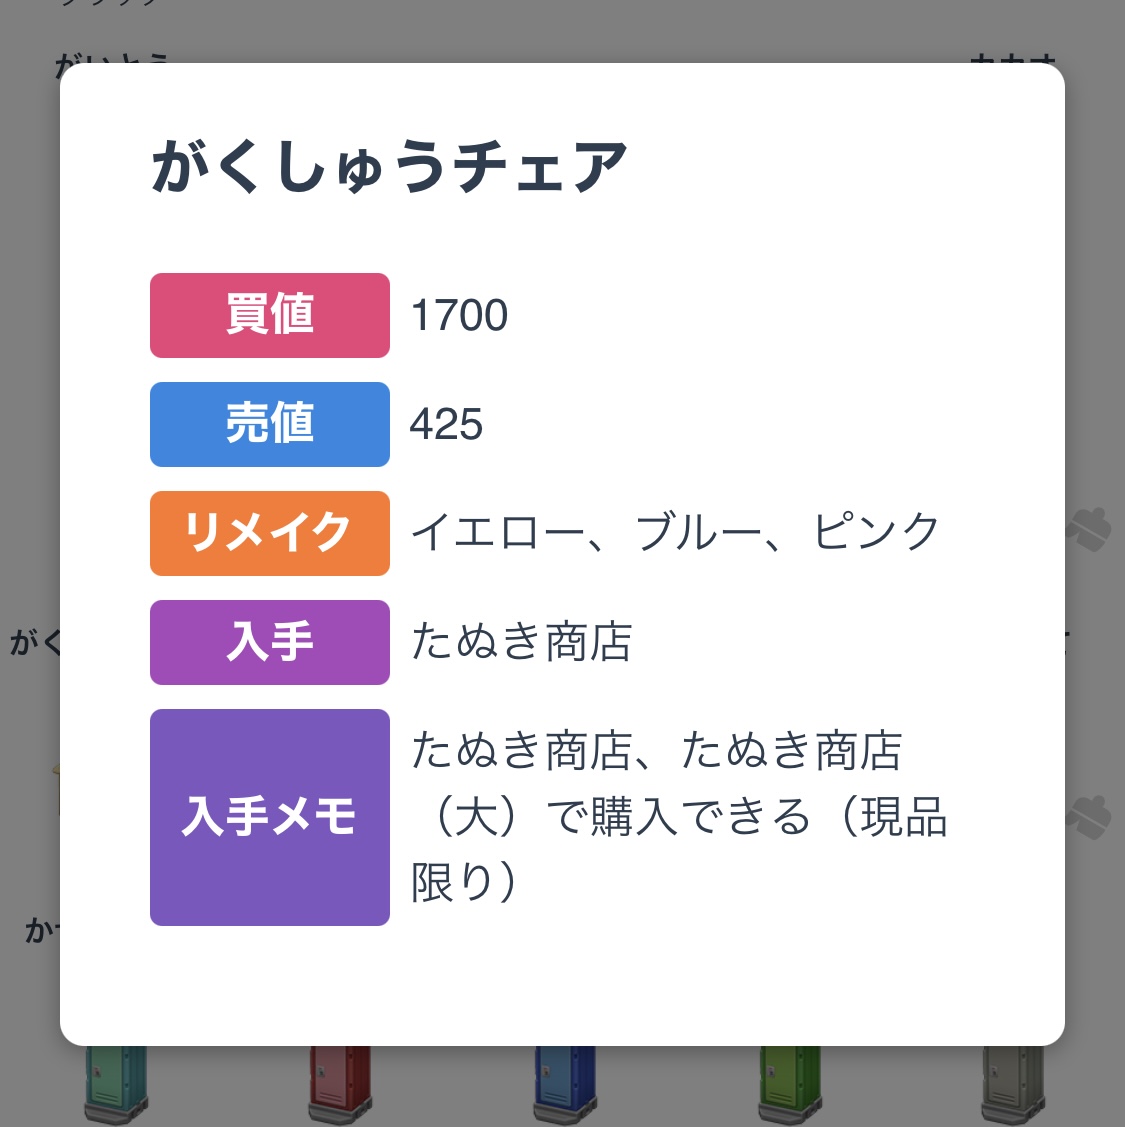 がくしゅうチェア
買値 1700
売値 425
リメイク イエロー、ブルー、ピンク
入手 たぬき商店
入手メモ たぬき商店、たぬき商店
（大）で購入できる（現品
限り）
がく